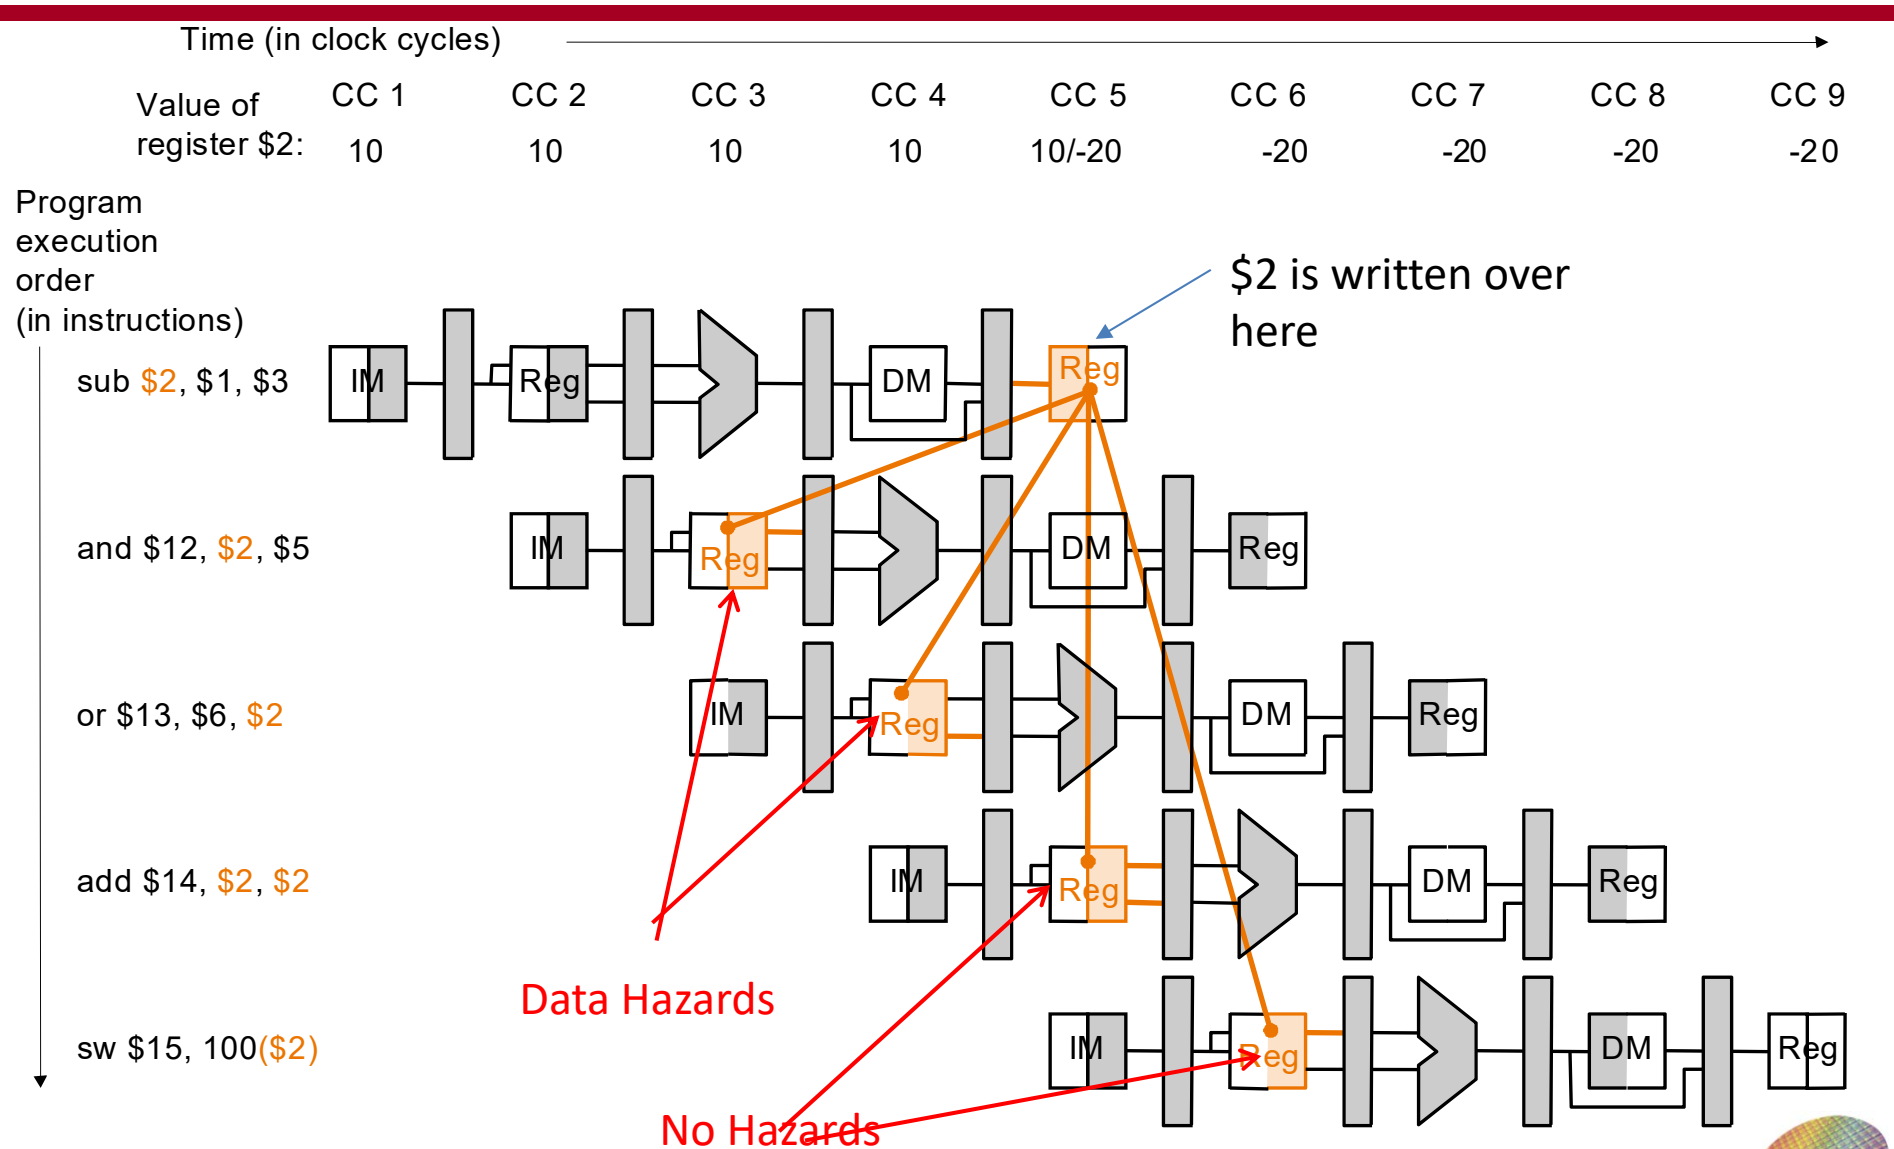 Time (in clock cycles)
CC 1 CC 2 CC 3 CC 4 CC 5 CC 6 CC 7 CC 8 CC 9
Value of
register $2:
10 10 10 10 10/-20 -20 -20 -20 -20
Program
execution
order
(in instructions)
$2 is written over
here
sub $2, $1, $3
IM Reg DM Reg
and $12, $2, $5
IM Reg DM Reg
or $13, $6, $2
IM Reg DM Reg
add $14, $2, $2
IM Reg DM Reg
Data Hazards
sw $15, 100($2)
IM Reg DM Reg
No Hazards